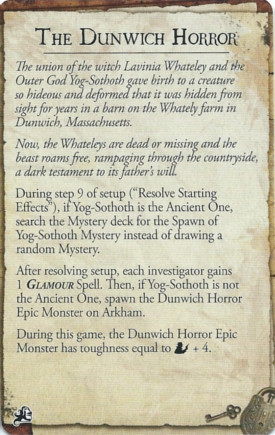 THE DUNWICH HORROR
The union of the witch Lavinia Whateley and the
Outer God Yog-Sothoth gave birth to a creature
so hideous and deformed that it was hidden from
sight for years in a barn on the Whately farm in
Dunwich, Massachusetts.
Now, the Whateleys are dead or missing and the
beast roams free, rampaging through the countryside,
a dark testament to its father's will.
During step 9 of setup ("Resolve Starting
Effects"), if Yog-Sothoth is the Ancient One,
search the Mystery deck for the Spawn of
Yog-Sothoth Mystery instead of drawing a
random Mystery.
After resolving setup, each investigator gains
1 GLAMOUR Spell. Then, if Yog-Sothoth is not
the Ancient One, spawn the Dunwich Horror
Epic Monster on Arkham.
During this game, the Dunwich Horror Epic
Monster has toughness equal to + 4.